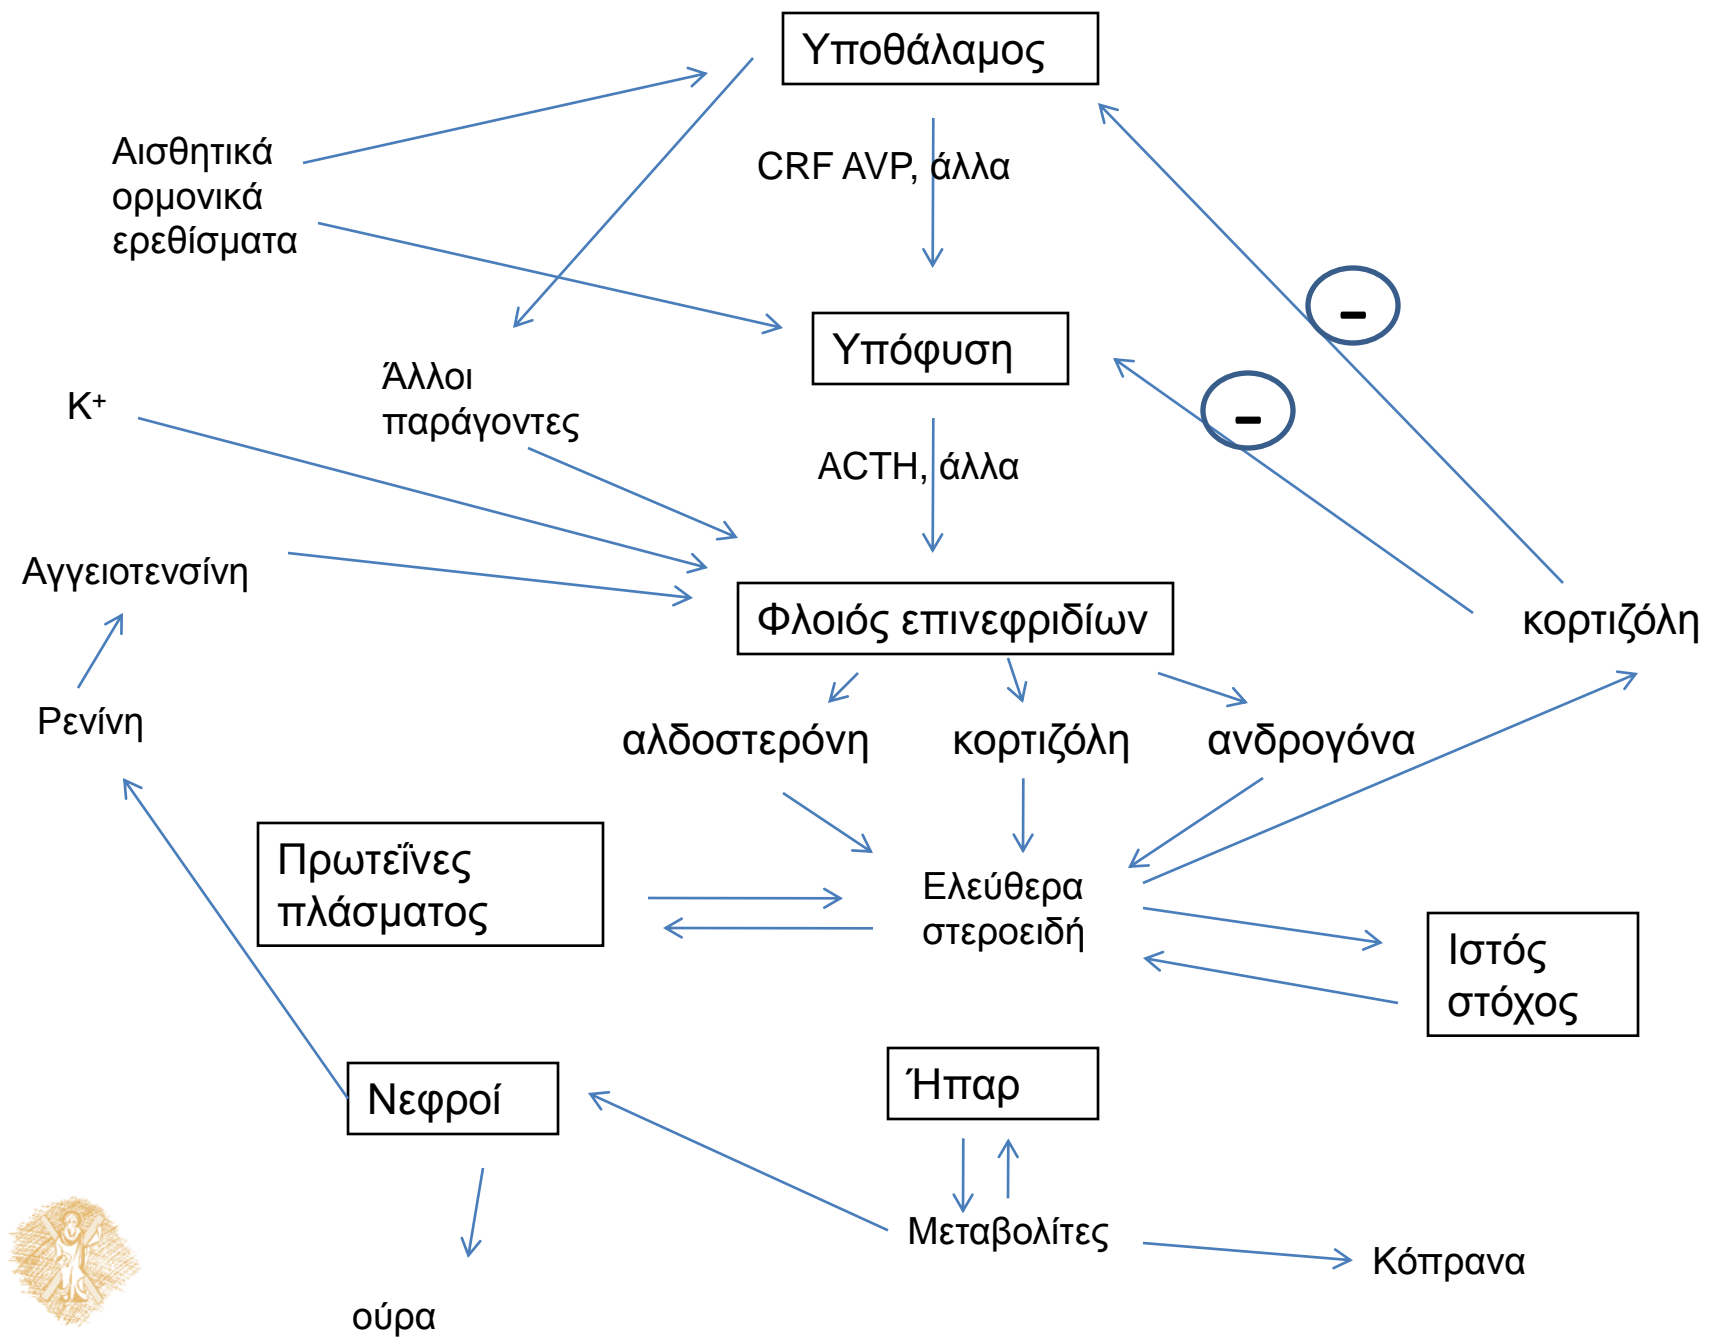 Υποθάλαμος
Αισθητικά
ορμονικά
ερεθίσματα
CRF AVP, άλλα
-
Υπόφυση
Άλλοι
παράγοντες
Κ⁺
-
ACTH, άλλα
Αγγειοτενσίνη
Φλοιός επινεφριδίων
κορτιζόλη
Ρενίνη
αλδοστερόνη
κορτιζόλη
ανδρογόνα
Πρωτεΐνες
πλάσματος
Ελεύθερα
στεροειδή
Ιστός
στόχος
Νεφροί
Ήπαρ
Μεταβολίτες
Κόπρανα
ούρα